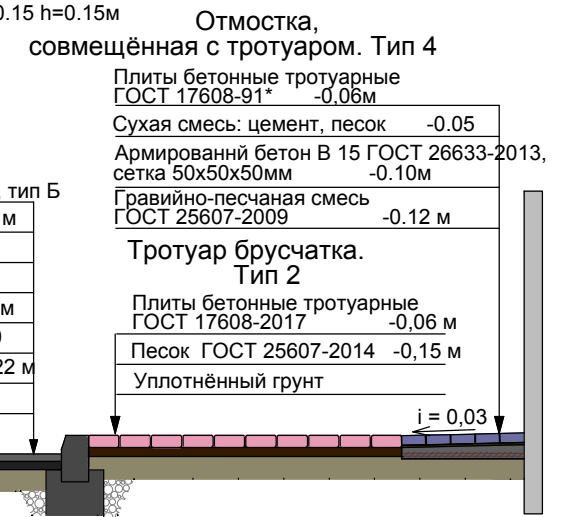 0.15 h=0.15м
Отмостка,
совмещённая с тротуаром. Тип 4
Плиты бетонные тротуарные
ГОСТ 17608-91* -0,06м
Сухая смесь: цемент, песок -0.05
Армированнй бетон В 15 ГОСТ 26633-2013,
сетка 50х50х50мм -0.10м
Гравийно-песчаная смесь
ГОСТ 25607-2009 -0.12 м
тип Б
м
м
22 м
Тротуар брусчатка.
Тип 2
Плиты бетонные тротуарные
ГОСТ 17608-2017 -0,06 м
Песок ГОСТ 25607-2014 -0,15 м
Уплотнённый грунт
i = 0,03